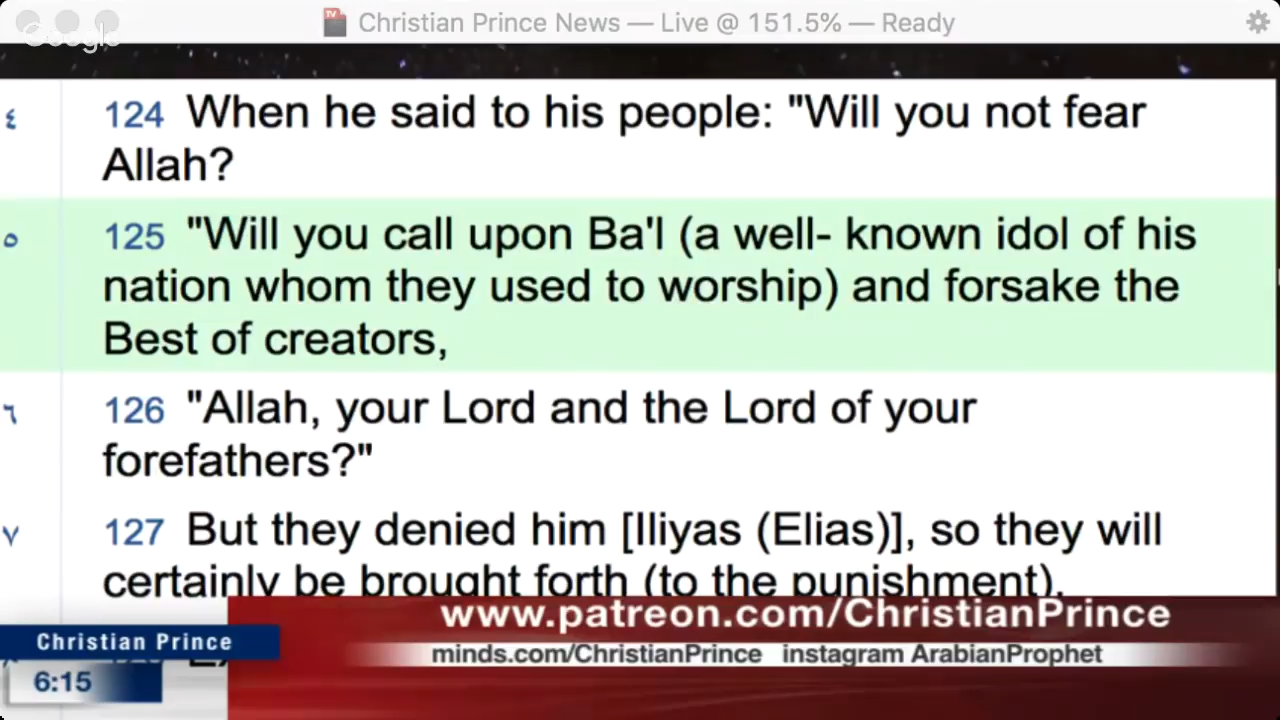 Christian Prince News — Live @ 151.5% — Ready
Google
٤ 124 When he said to his people: "Will you not fear
Allah?
٥ 125 "Will you call upon Ba'l (a well- known idol of his
nation whom they used to worship) and forsake the
Best of creators,
٦ 126 "Allah, your Lord and the Lord of your
forefathers?"
٧ 127 But they denied him [Iliyas (Elias)], so they will
certainly be brought forth (to the punishment),
www.patreon.com/ChristianPrince
Christian Prince
minds.com/ChristianPrince instagram ArabianProphet
6:15